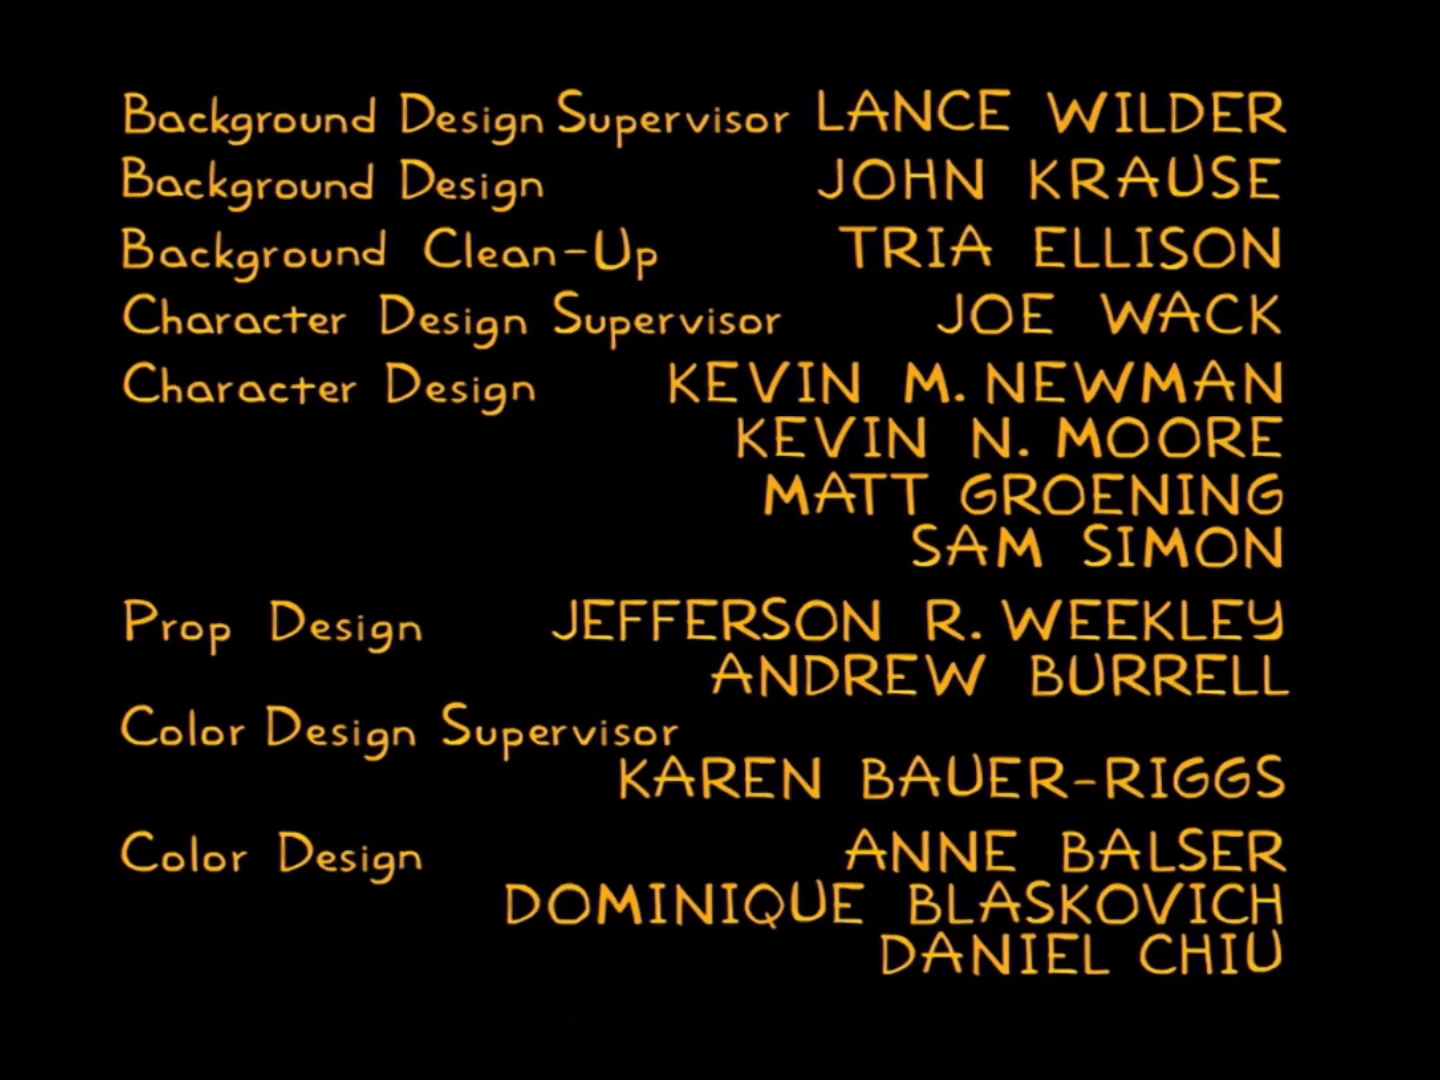 Background Design Supervisor LANCE WILDER
Background Design JOHN KRAUSE
Background Clean-Up TRIA ELLISON
Character Design Supervisor JOE WACK
Character Design KEVIN M. NEWMAN
KEVIN N. MOORE
MATT GROENING
SAM SIMON
Prop Design JEFFERSON R. WEEKLEY
ANDREW BURRELL
Color Design Supervisor
KAREN BAUER-RIGGS
Color Design ANNE BALSER
DOMINIQUE BLASKOVICH
DANIEL CHIU